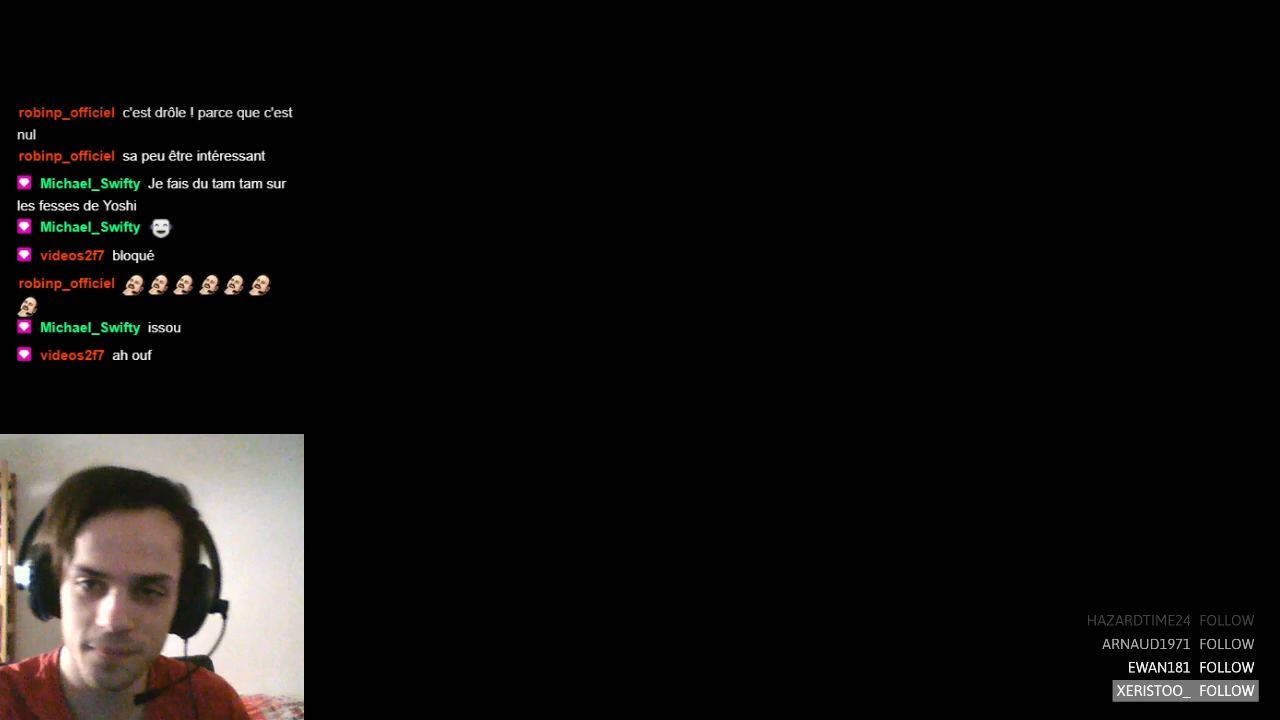 robinp_officiel c'est drôle ! parce que c'est
nul
robinp_officiel sa peu être intéressant
Michael_Swifty Je fais du tam tam sur
les fesses de Yoshi
Michael_Swifty
videos2f7 bloqué
robinp_officiel
Michael_Swifty issou
videos2f7 ah ouf
HAZARDTIME24 FOLLOW
ARNAUD1971 FOLLOW
EWAN181 FOLLOW
XERISTOO_ FOLLOW